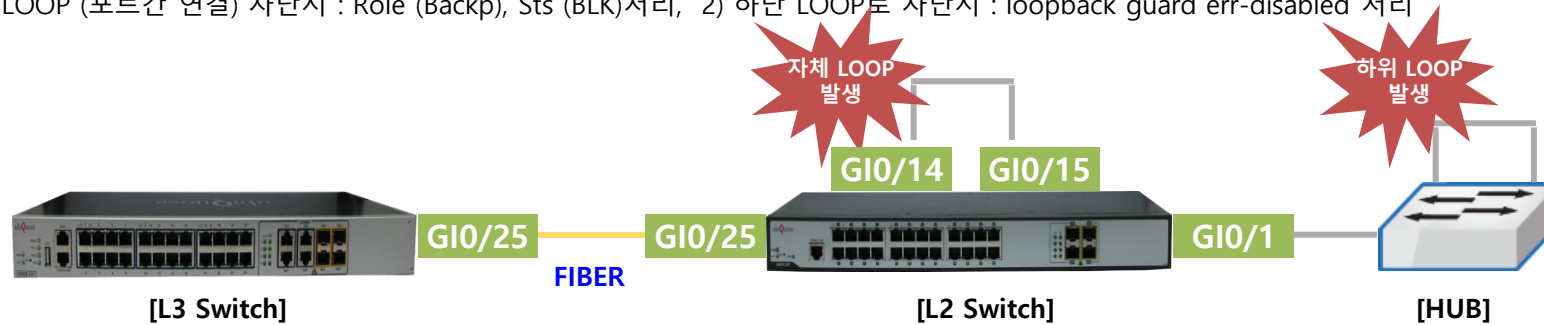 LOOP (포트간 연결) 차단시 : Role (Backp), Sts (BLK)처리, 2) 하단 LOOP로 차단시 : loopback guard err-disabled 처리
자체 LOOP
발생
하위 LOOP
발생
GI0/14
GI0/15
GI0/25
GI0/25
GI0/1
FIBER
[L3 Switch]
[L2 Switch]
[HUB]